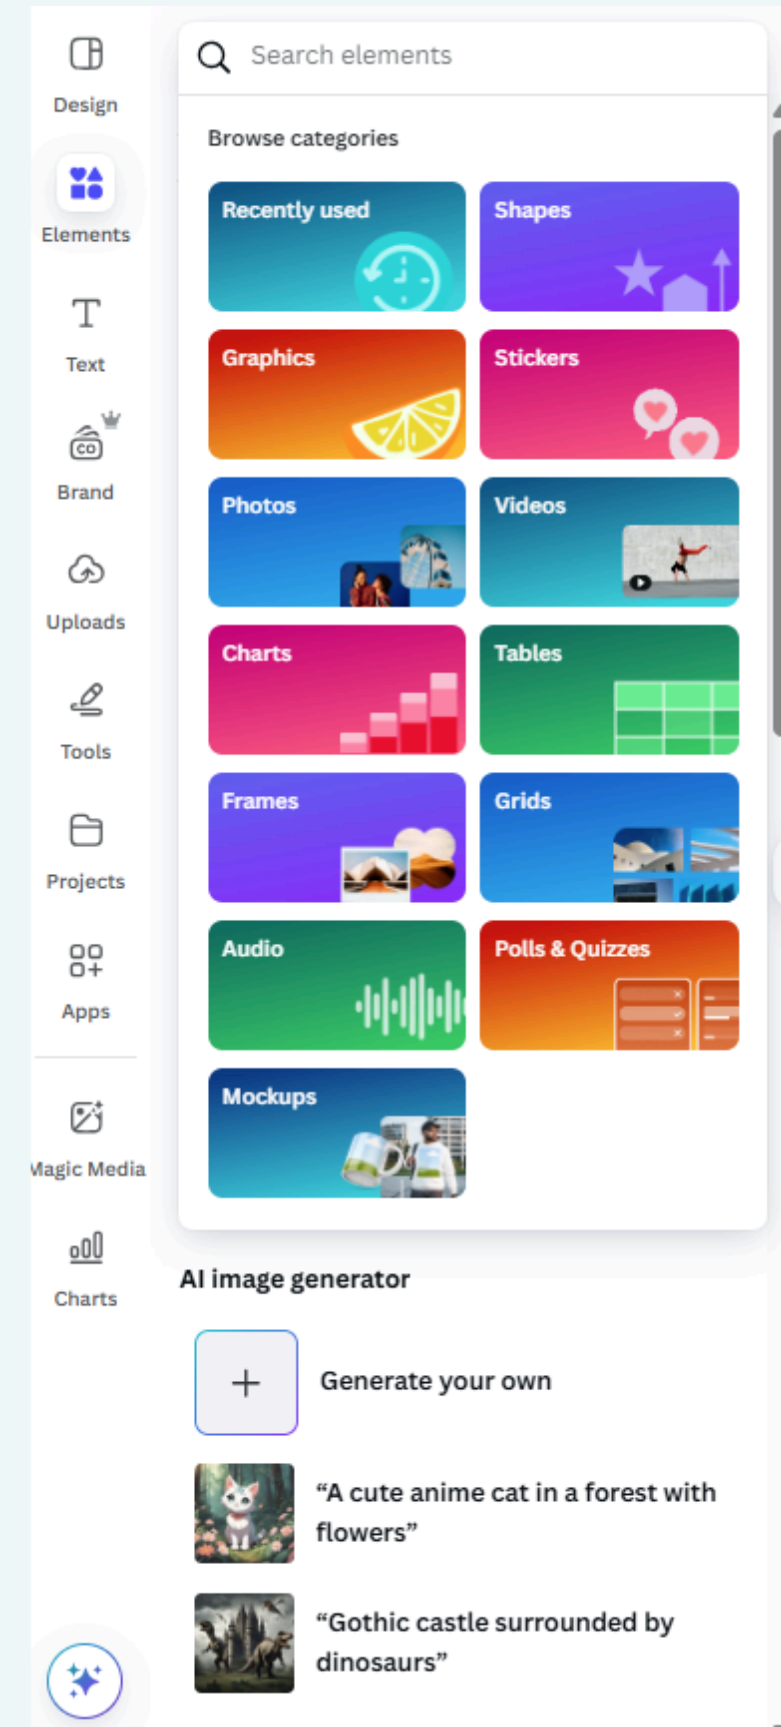 Design
Elements
Text
CO
Brand
Uploads
Tools
Projects
Apps
Magic Media
Charts
Search elements
Browse categories
Recently used
Shapes
Graphics
Stickers
Photos
Videos
Charts
Tables
Frames
Grids
Audio
Polls & Quizzes
Mockups
AI image generator
Generate your own
“A cute anime cat in a forest with
flowers”
“Gothic castle surrounded by
dinosaurs”